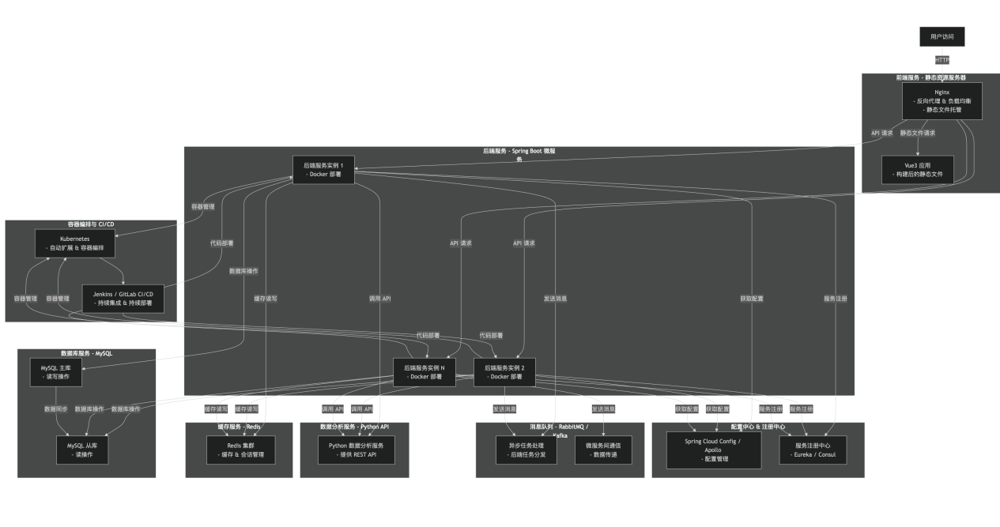 用户访问
HTTP
前端服务 - 静态资源服务器
Nginx
- 反向代理 & 负载均衡
- 静态文件托管
API 请求
静态文件请求
Vue3 应用
- 构建后的静态文件
后端服务 - Spring Boot 微服
务
后端服务实例 1
- Docker 部署
容器管理
代码部署
数据库操作
缓存读写
调用 API
API 请求
API 请求
发送消息
获取配置
服务注册
容器编排与 CI/CD
Kubernetes
- 自动扩展 & 容器编排
Jenkins / GitLab CI/CD
- 持续集成 & 持续部署
容器管理
容器管理
代码部署
代码部署
后端服务实例 N
- Docker 部署
后端服务实例 2
- Docker 部署
数据库服务 - MySQL
MySQL 主库
- 读写操作
数据同步
数据库操作
数据库操作
MySQL 从库
- 读操作
缓存读写
缓存读写
缓存服务 - Redis
Redis 集群
- 缓存 & 会话管理
调用 API
调用 API
数据分析服务 - Python API
Python 数据分析服务
- 提供 REST API
发送消息
发送消息
消息队列 - RabbitMQ /
Kafka
异步任务处理
- 后端任务分发
微服务间通信
- 数据传递
获取配置
获取配置
服务注册
服务注册
配置中心 & 注册中心
Spring Cloud Config /
Apollo
- 配置管理
服务注册中心
- Eureka / Consul